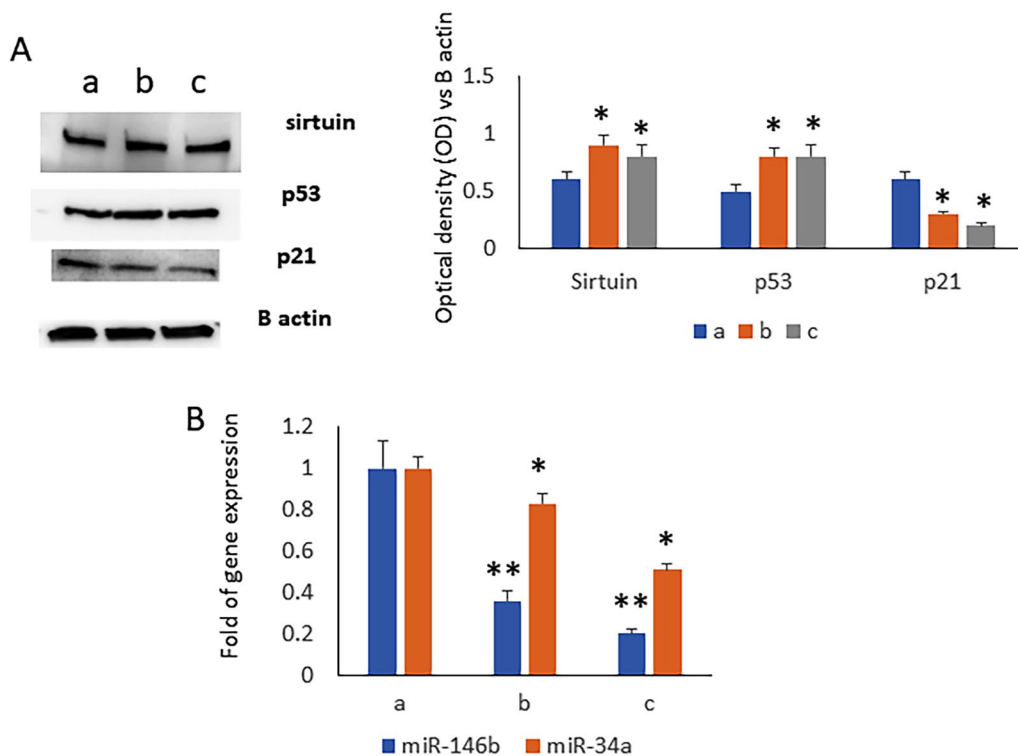 A
a b c
sirtuin
p53
p21
B actin
Optical density (OD) vs B actin
1.5
1
0.5
0
* * * * * *
Sirtuin p53 p21
a b c
B
Fold of gene expression
1.2
1
0.8
0.6
0.4
0.2
0
** * ** *
a b c
miR-146b miR-34a